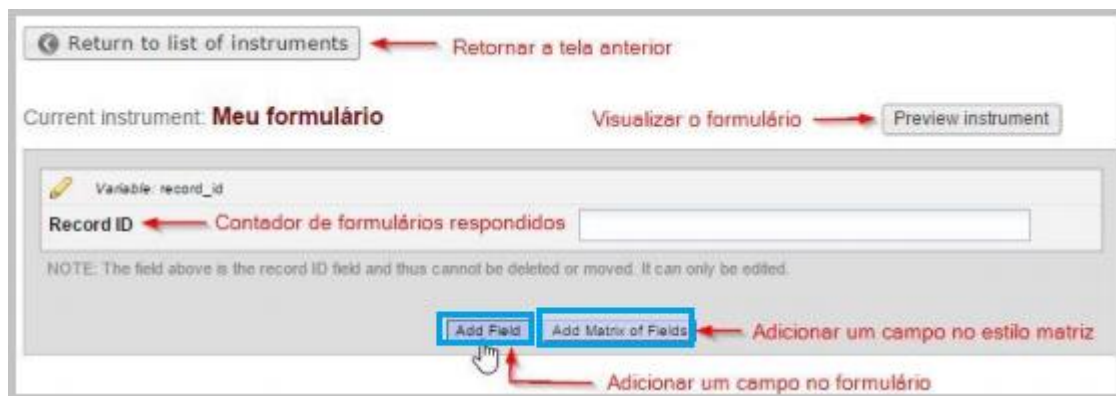 Return to list of instruments Retornar a tela anterior
Current instrument: Meu formulário Visualizar o formulário Preview instrument
Variable: record_id
Record ID Contador de formulários respondidos
NOTE: The field above is the record ID field and thus cannot be deleted or moved. It can only be edited.
Add Field Add Matrix of Fields Adicionar um campo no estilo matriz
Adicionar um campo no formulário